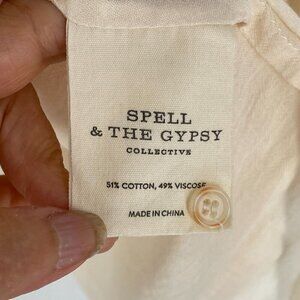 SPELL
& THE GYPSY
COLLECTIVE
51% COTTON, 49% VISCOSE
MADE IN CHINA